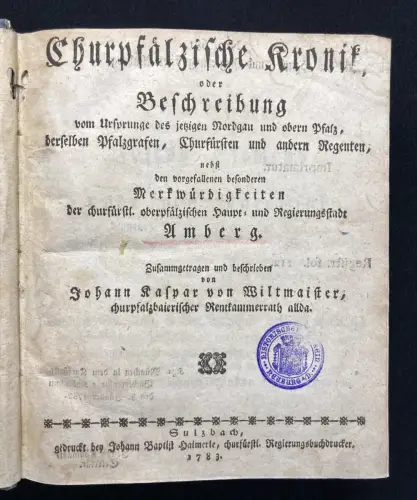 Churpfälzische Kronik,
oder
Beschreibung
vom Ursprunge des jetzigen Nordgau und obern Pfalz,
derselben Pfalzgrafen, Churfürsten und andern Regenten,
nebst
den vorgefallenen besonderen
Merkwürdigkeiten
der churfürstl. oberpfälzischen Haupt- und Regierungsstadt
Amberg.
Zusammgetragen und beschrieben
von
Johann Kaspar von Wiltmaister,
churpfalzbaierischer Rentkammerrath allda.
HISTORISCHER
Sulzbach,
gedruckt bey Johann Baptist Haimerle, churfürstl. Regierungsbuchdrucker.
1783.